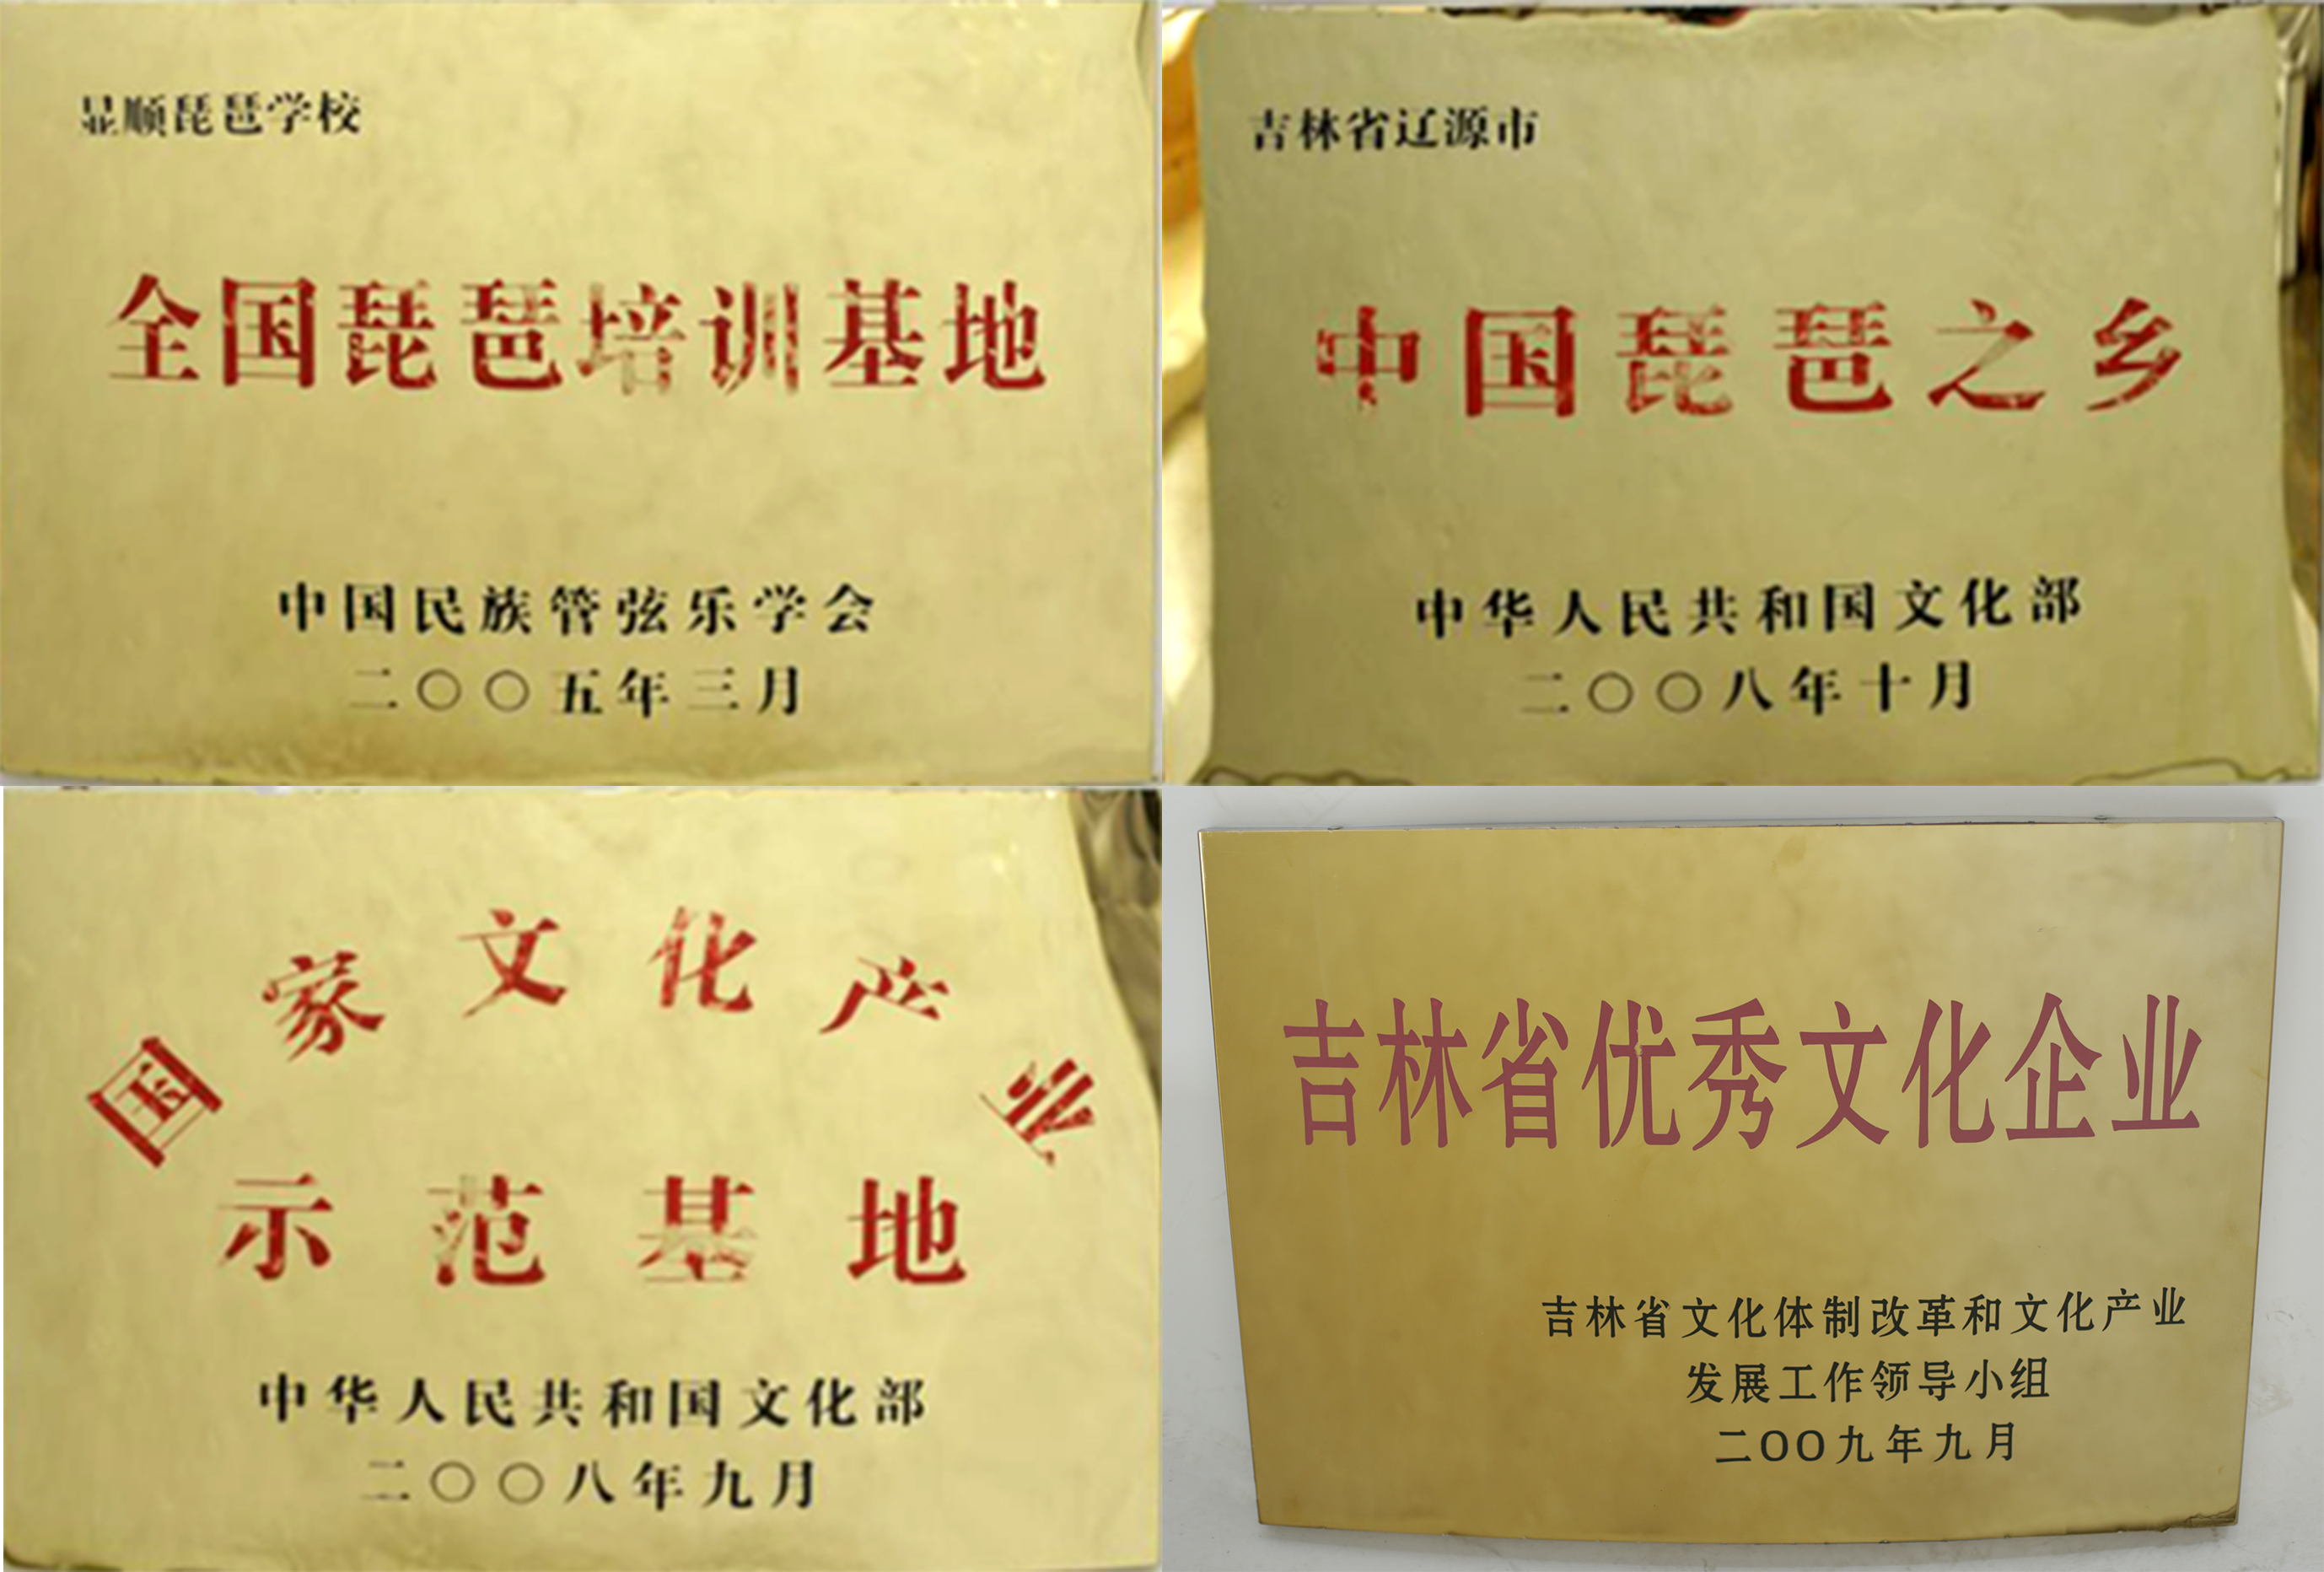 显顺琵琶学校
全国琵琶培训基地
中国民族管弦乐学会
二〇〇五年三月
吉林省辽源市
中国琵琶之乡
中华人民共和国文化部
二〇〇八年十月
国家文化产业
示范基地
中华人民共和国文化部
二〇〇八年九月
吉林省优秀文化企业
吉林省文化体制改革和文化产业
发展工作领导小组
二〇〇九年九月